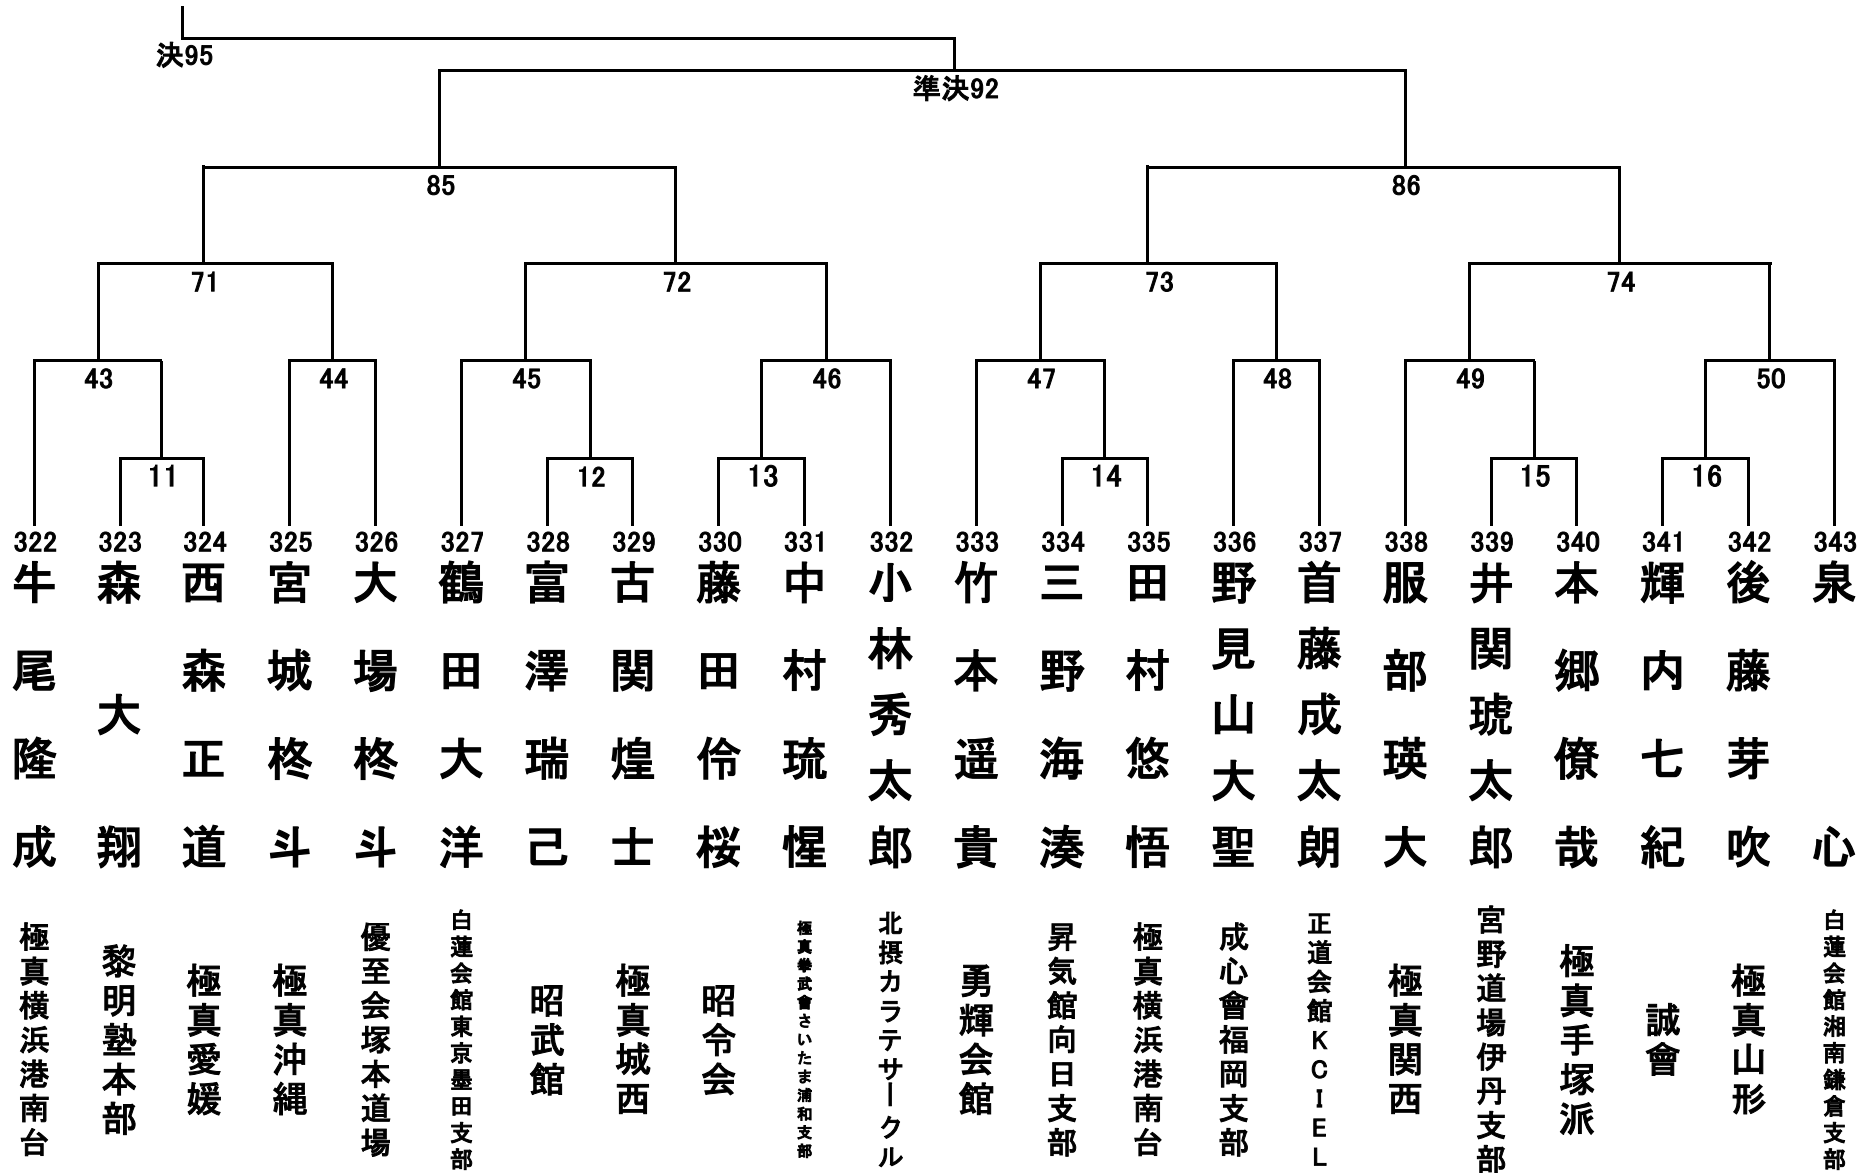 決95
準決92
85
86
71
72
73
74
43
44
45
46
47
48
49
50
11
12
13
14
15
16
322
牛尾隆成
極真横浜港南台
323
森大翔
黎明塾本部
324
西森正道
極真愛媛
325
宮城柊斗
極真沖縄
326
大場柊斗
優至会塚本道場
327
鶴田大洋
白蓮会館東京墨田支部
328
富澤瑞己
昭武館
329
古関煌士
極真城西
330
藤田伶桜
昭令会
331
中村琉惺
極真拳武會さいたま浦和支部
332
小林秀太郎
北摂カラテサークル
333
竹本遥貴
勇輝会館
334
三野海湊
昇気館向日支部
335
田村悠悟
極真横浜港南台
336
野見山大聖
成心會福岡支部
337
首藤成太朗
正道会館KCIEL
338
服部瑛大
極真関西
339
井関琥太郎
宮野道場伊丹支部
340
本郷僚哉
極真手塚派
341
輝内七紀
誠會
342
後藤芽吹
極真山形
343
泉心
白蓮会館湘南鎌倉支部